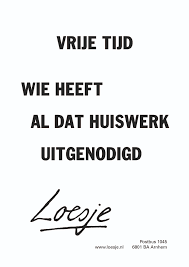 VRIJE TIJD
WIE HEEFT
AL DAT HUISWERK
UITGENODIGD
Loesje
Postbus 1045
www.loesje.nl 6801 BA Arnhem